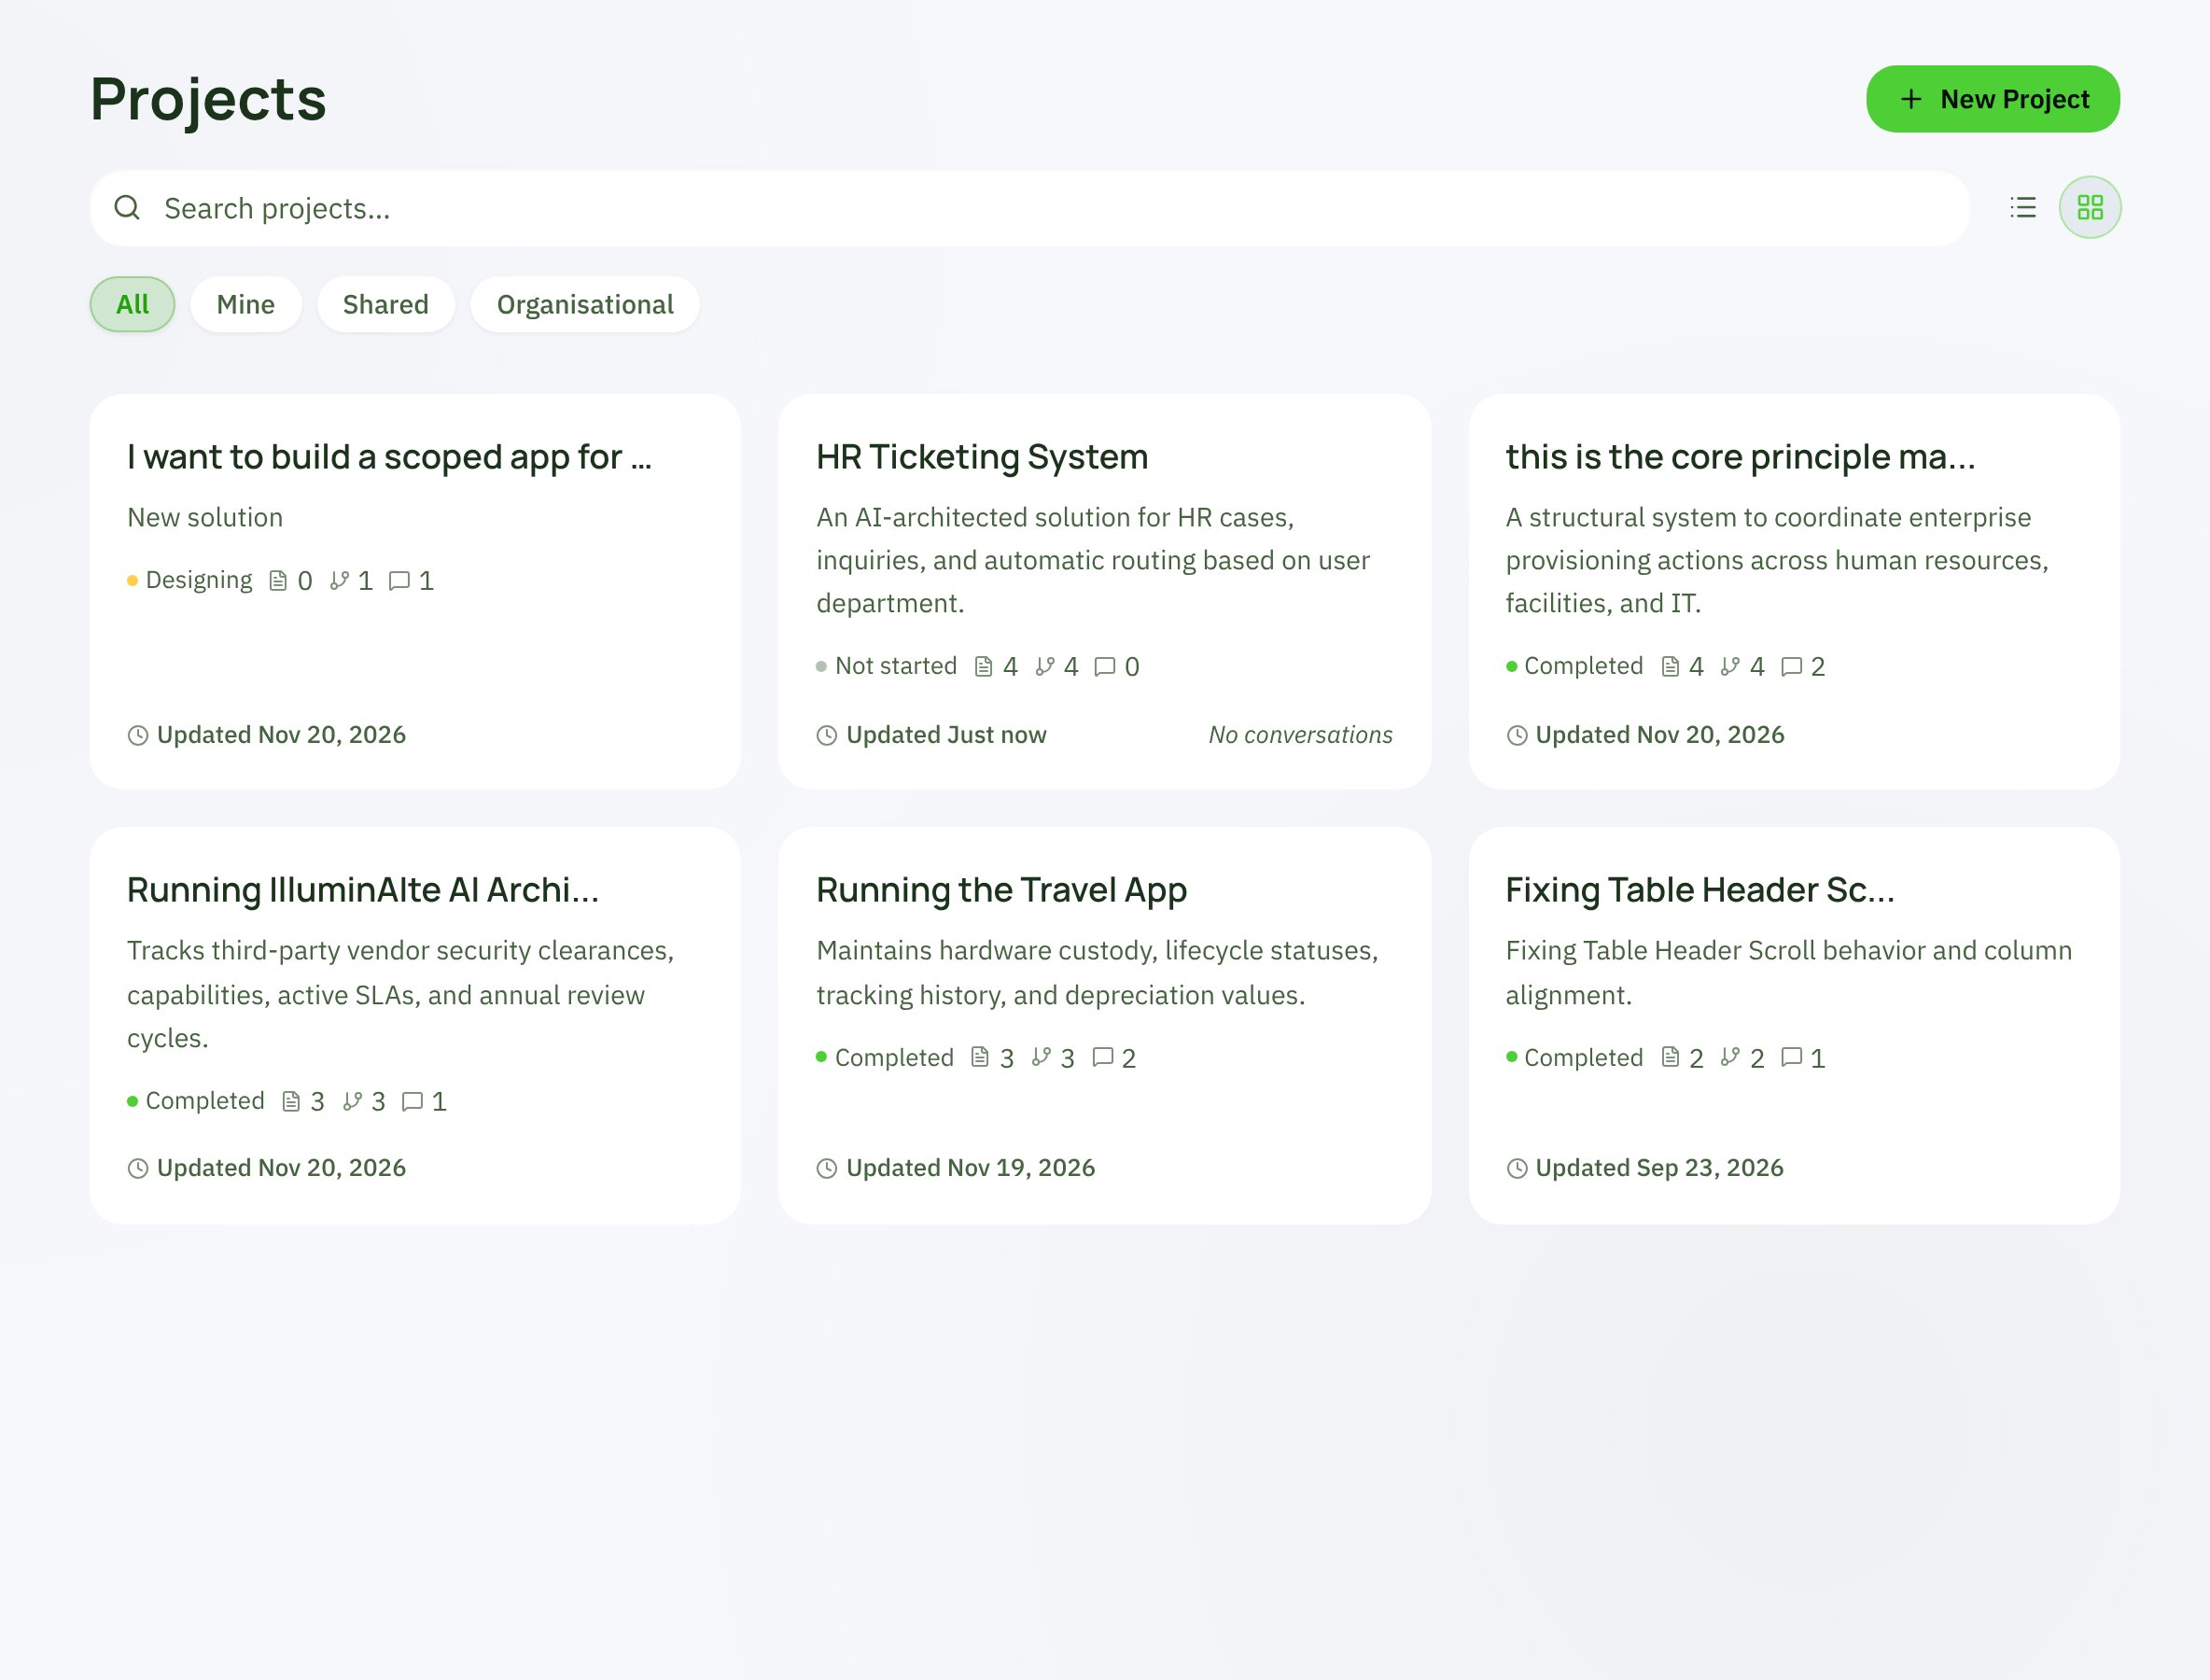 Projects
+ New Project
Search projects...
All
Mine
Shared
Organisational
I want to build a scoped app for ...
New solution
Designing 0 1 1
Updated Nov 20, 2026
HR Ticketing System
An AI-architected solution for HR cases,
inquiries, and automatic routing based on user
department.
Not started 4 4 0
Updated Just now
No conversations
this is the core principle ma...
A structural system to coordinate enterprise
provisioning actions across human resources,
facilities, and IT.
Completed 4 4 2
Updated Nov 20, 2026
Running IlluminAIte AI Archi...
Tracks third-party vendor security clearances,
capabilities, active SLAs, and annual review
cycles.
Completed 3 3 1
Updated Nov 20, 2026
Running the Travel App
Maintains hardware custody, lifecycle statuses,
tracking history, and depreciation values.
Completed 3 3 2
Updated Nov 19, 2026
Fixing Table Header Sc...
Fixing Table Header Scroll behavior and column
alignment.
Completed 2 2 1
Updated Sep 23, 2026